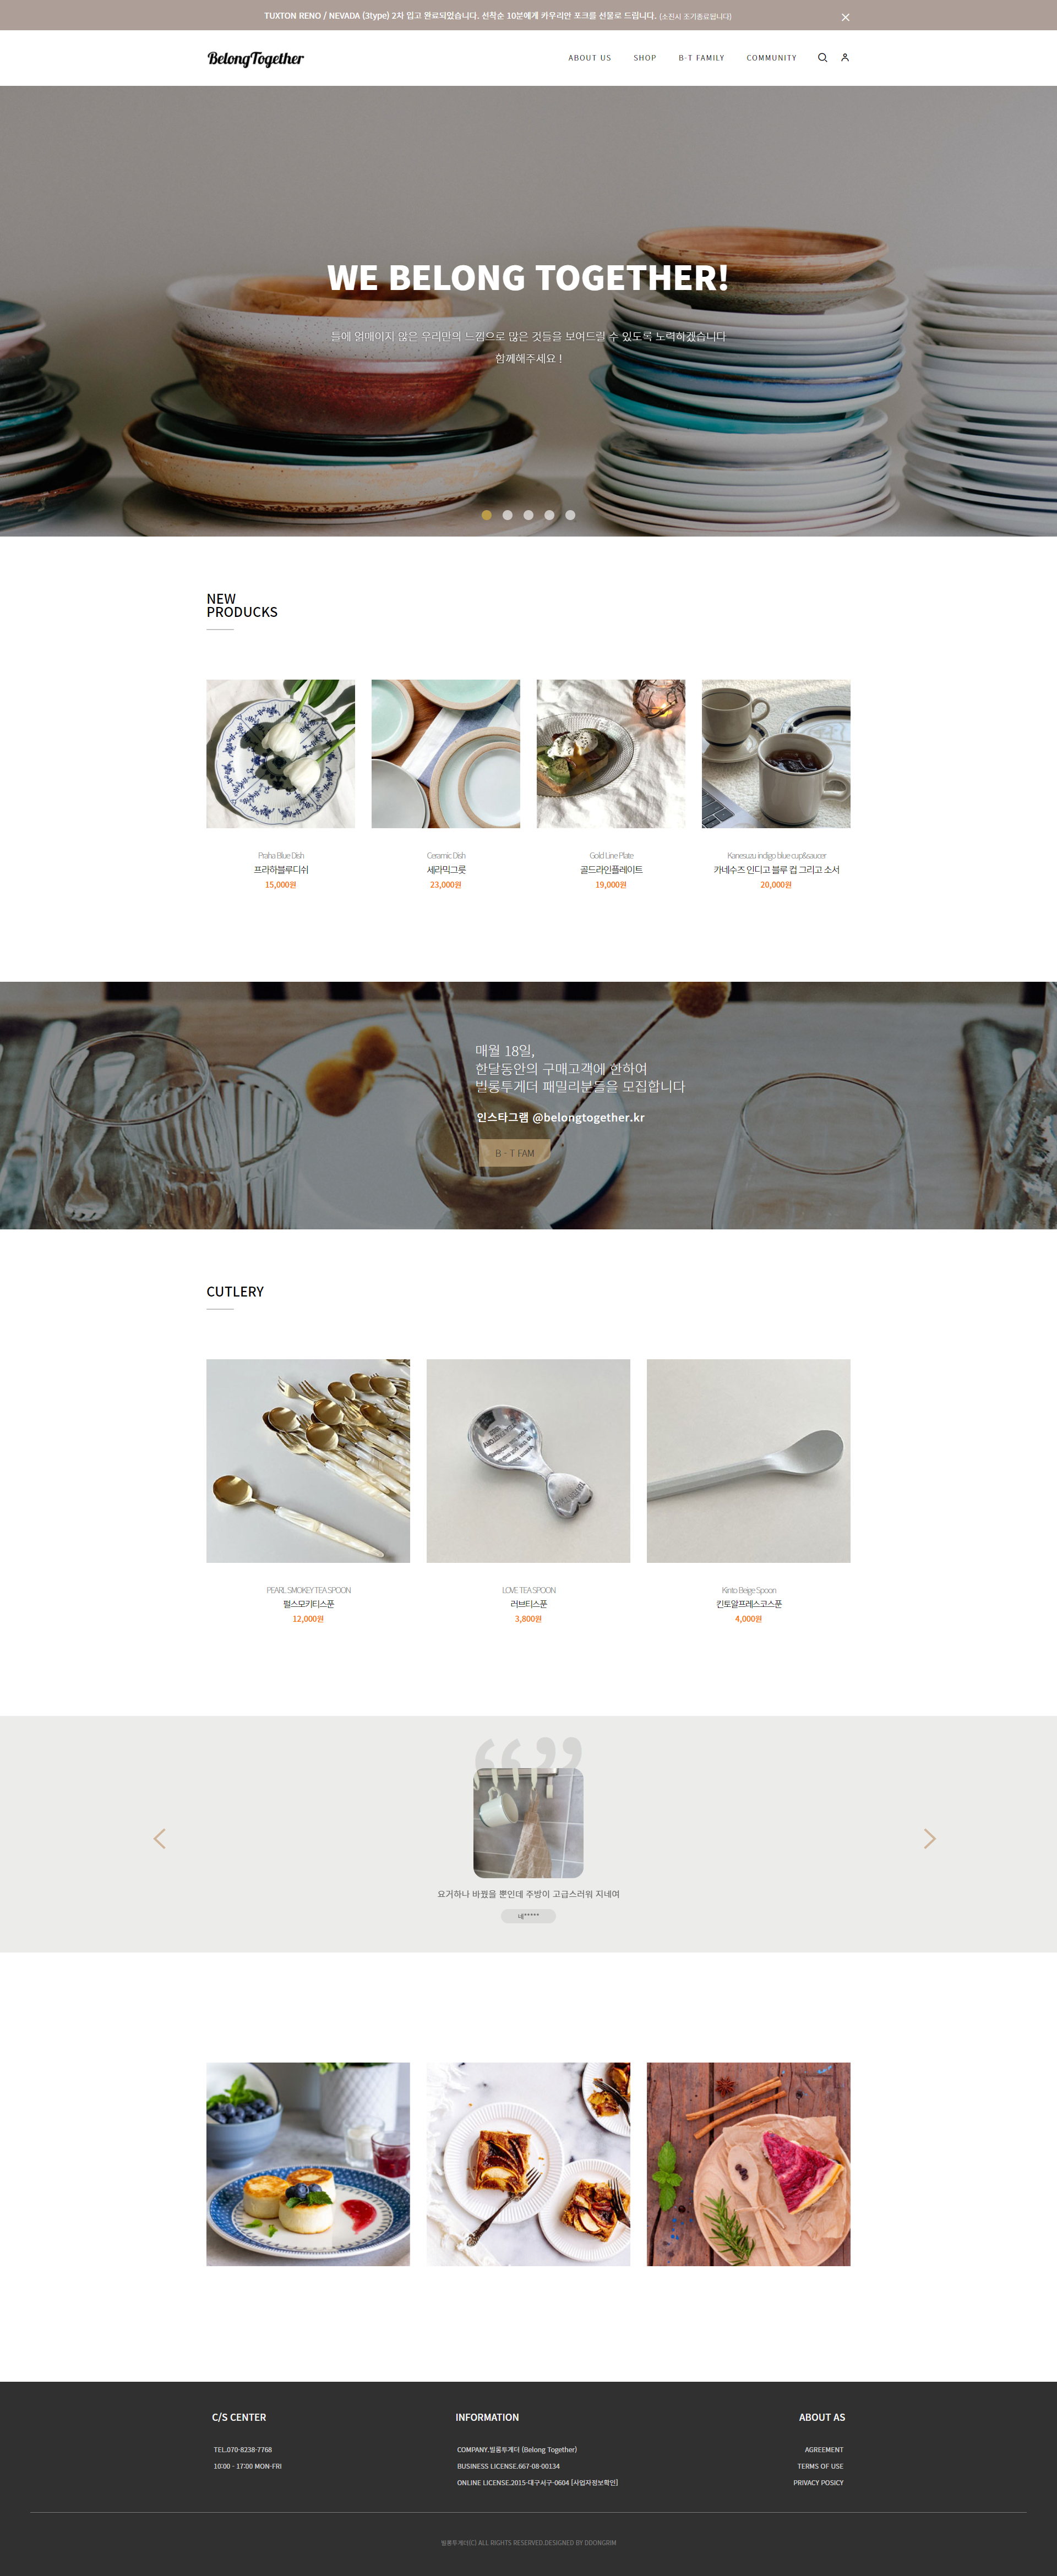 TUXTON RENO / NEVADA (3type) 2차 입고 완료되었습니다. 선착순 10분에게 카무리만 포크를 선물로 드립니다. (소진시 조기종료됩니다)
BelongTogether
ABOUT US SHOP B-T FAMILY COMMUNITY
WE BELONG TOGETHER!
틀에 얽매이지 않은 우리만의 느낌으로 많은 것들을 보여드릴 수 있도록 노력하겠습니다
함께해주세요 !
NEW
PRODUCKS
Praha Blue Dish
프라하블루디쉬
15,000원
Ceramic Dish
세라믹그릇
23,000원
Gold Line Plate
골드라인플레이트
19,000원
Kanesuzu indigo blue cup&saucer
카네수즈 인디고 블루 컵 그리고 소서
20,000원
매월 18일,
한달동안의 구매고객에 한하여
빌롱투게더 패밀리분들을 모집합니다
인스타그램 @belongtogether.kr
B - T FAM
CUTLERY
PEARL SMOKEY TEA SPOON
펄스모키티스푼
12,000원
LOVE TEA SPOON
러브티스푼
3,800원
Kinto Beige Spoon
킨토알프레스코스푼
4,000원
요거하나 바꿨을 뿐인데 주방이 고급스러워 지네여
네*****
C/S CENTER
TEL.070-8238-7768
10:00 - 17:00 MON-FRI
INFORMATION
COMPANY.빌롱투게더 (Belong Together)
BUSINESS LICENSE.667-08-00134
ONLINE LICENSE.2015-대구서구-0604 [사업자정보확인]
ABOUT AS
AGREEMENT
TERMS OF USE
PRIVACY POSICY
빌롱투게더(C) ALL RIGHTS RESERVED.DESIGNED BY DDONGRIM